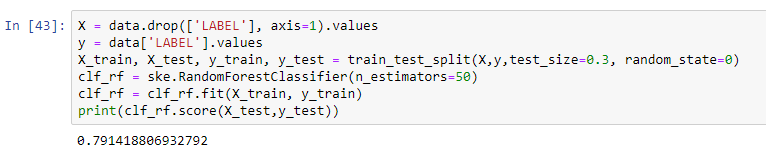 In [43]: X = data.drop(['LABEL'], axis=1).values
y = data['LABEL'].values
X_train, X_test, y_train, y_test = train_test_split(X,y,test_size=0.3, random_state=0)
clf_rf = ske.RandomForestClassifier(n_estimators=50)
clf_rf = clf_rf.fit(X_train, y_train)
print(clf_rf.score(X_test,y_test))
0.791418806932792